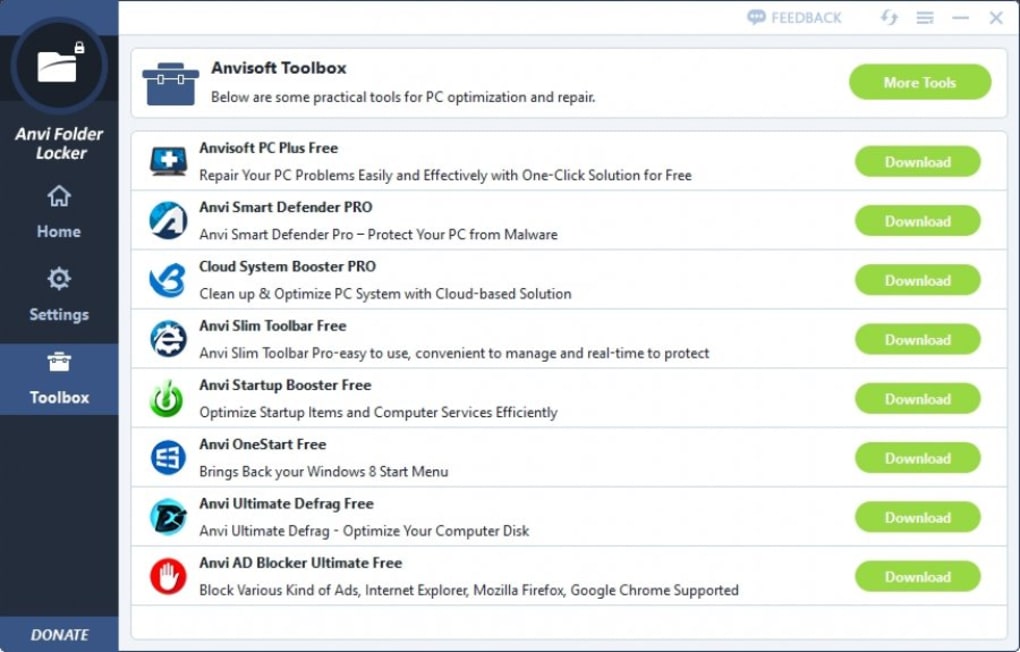 FEEDBACK
Anvi Folder
Locker
Home
Settings
Toolbox
DONATE
Anvisoft Toolbox
Below are some practical tools for PC optimization and repair.
More Tools
Anvisoft PC Plus Free
Repair Your PC Problems Easily and Effectively with One-Click Solution for Free
Download
Anvi Smart Defender PRO
Anvi Smart Defender Pro – Protect Your PC from Malware
Download
Cloud System Booster PRO
Clean up & Optimize PC System with Cloud-based Solution
Download
Anvi Slim Toolbar Free
Anvi Slim Toolbar Pro-easy to use, convenient to manage and real-time to protect
Download
Anvi Startup Booster Free
Optimize Startup Items and Computer Services Efficiently
Download
Anvi OneStart Free
Brings Back your Windows 8 Start Menu
Download
Anvi Ultimate Defrag Free
Anvi Ultimate Defrag - Optimize Your Computer Disk
Download
Anvi AD Blocker Ultimate Free
Block Various Kind of Ads, Internet Explorer, Mozilla Firefox, Google Chrome Supported
Download